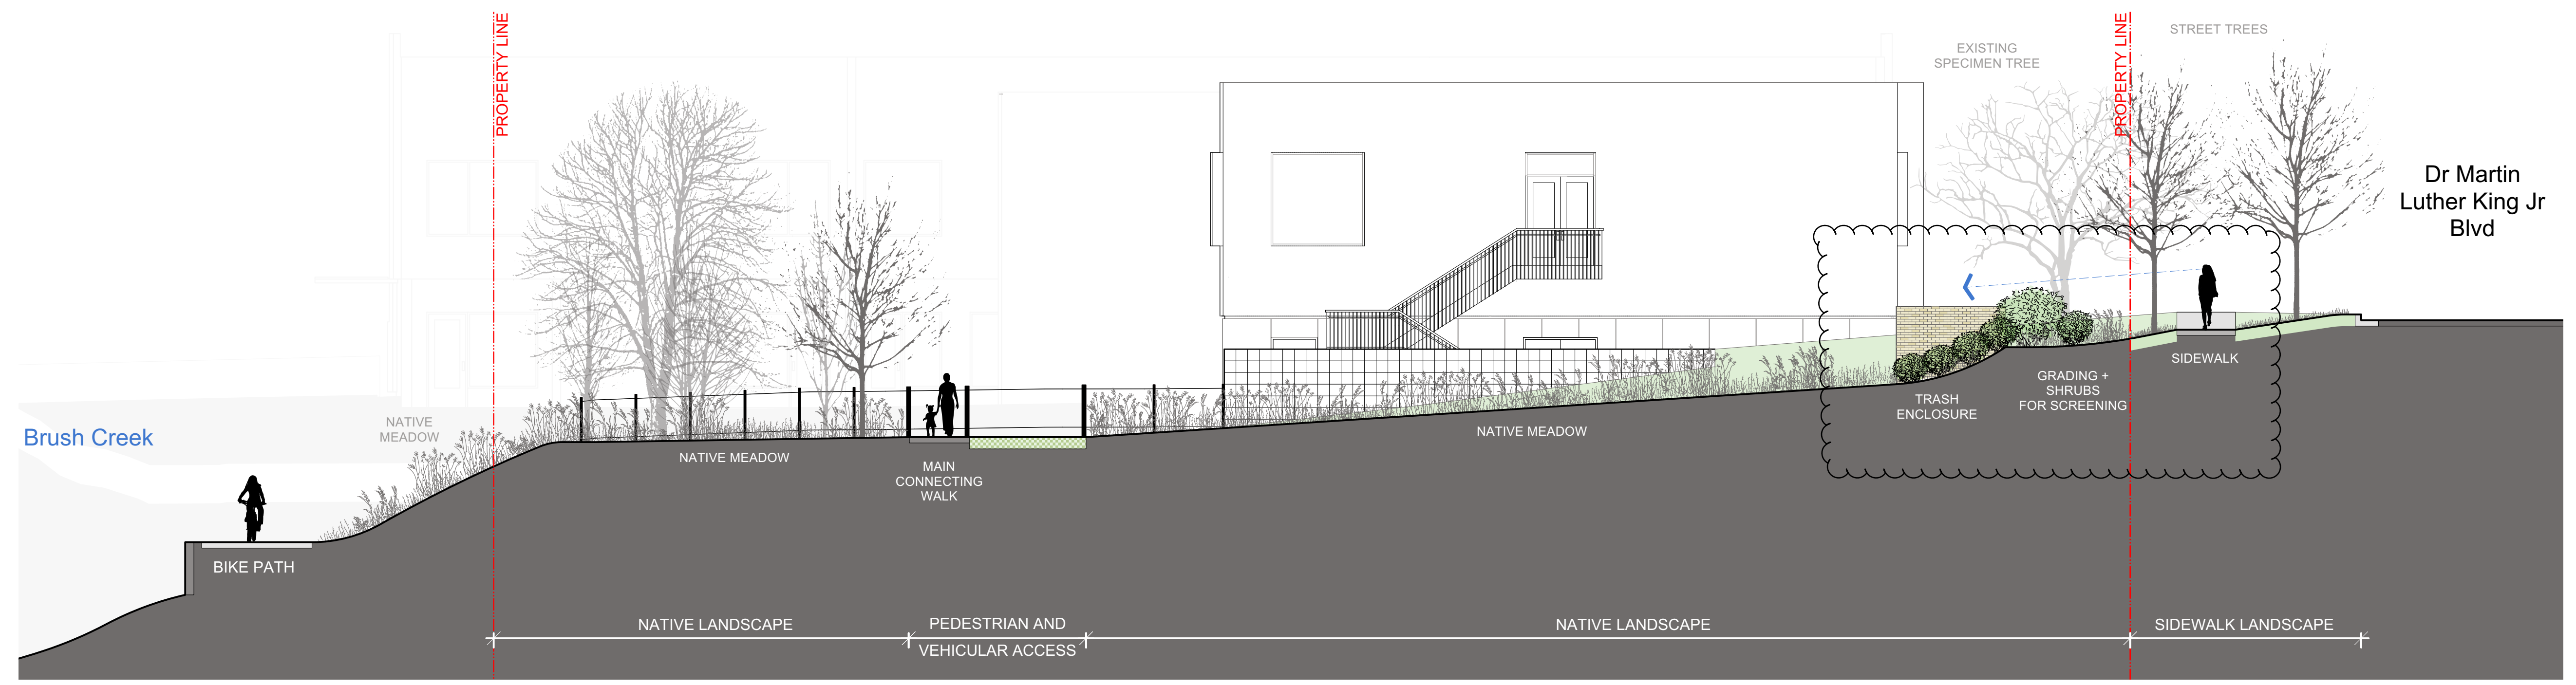 PROPERTY LINE
PROPERTY LINE
STREET TREES
EXISTING
SPECIMEN TREE
Dr Martin
Luther King Jr
Blvd
Brush Creek
NATIVE
MEADOW
BIKE PATH
NATIVE MEADOW
MAIN
CONNECTING
WALK
NATIVE MEADOW
TRASH
ENCLOSURE
GRADING +
SHRUBS
FOR SCREENING
SIDEWALK
NATIVE LANDSCAPE
PEDESTRIAN AND
VEHICULAR ACCESS
NATIVE LANDSCAPE
SIDEWALK LANDSCAPE